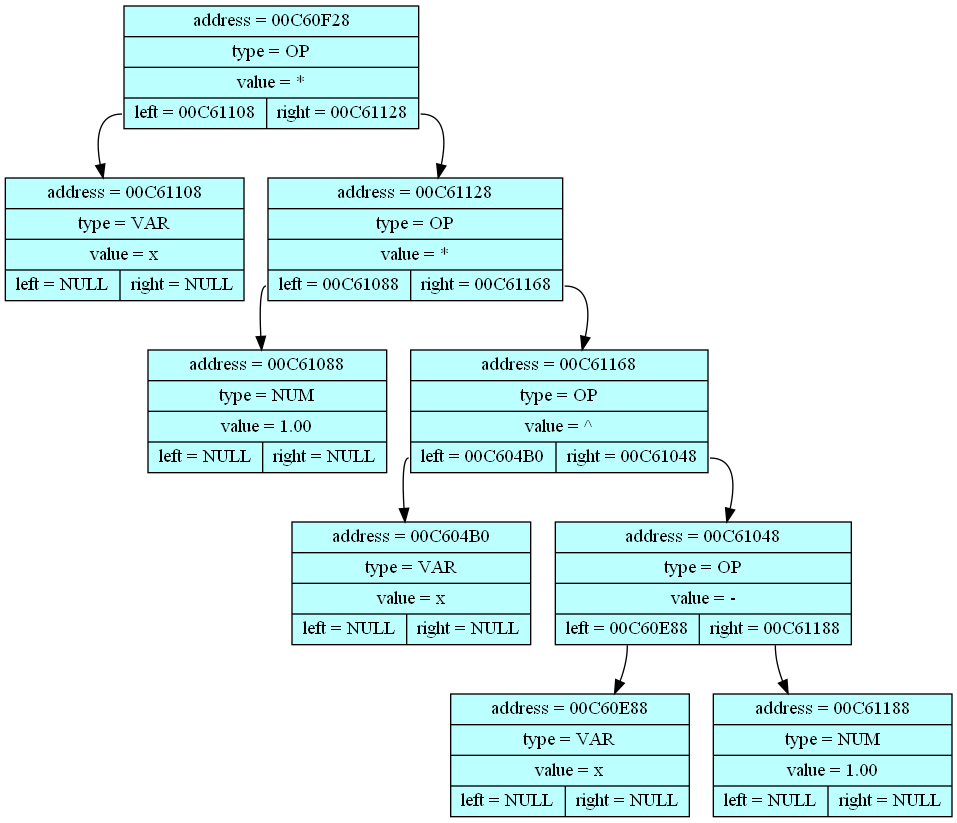 address = 00C60F28
type = OP
value = *
left = 00C61108 right = 00C61128
address = 00C61108
type = VAR
value = x
left = NULL right = NULL
address = 00C61128
type = OP
value = *
left = 00C61088 right = 00C61168
address = 00C61088
type = NUM
value = 1.00
left = NULL right = NULL
address = 00C61168
type = OP
value = ^
left = 00C604B0 right = 00C61048
address = 00C604B0
type = VAR
value = x
left = NULL right = NULL
address = 00C61048
type = OP
value = -
left = 00C60E88 right = 00C61188
address = 00C60E88
type = VAR
value = x
left = NULL right = NULL
address = 00C61188
type = NUM
value = 1.00
left = NULL right = NULL